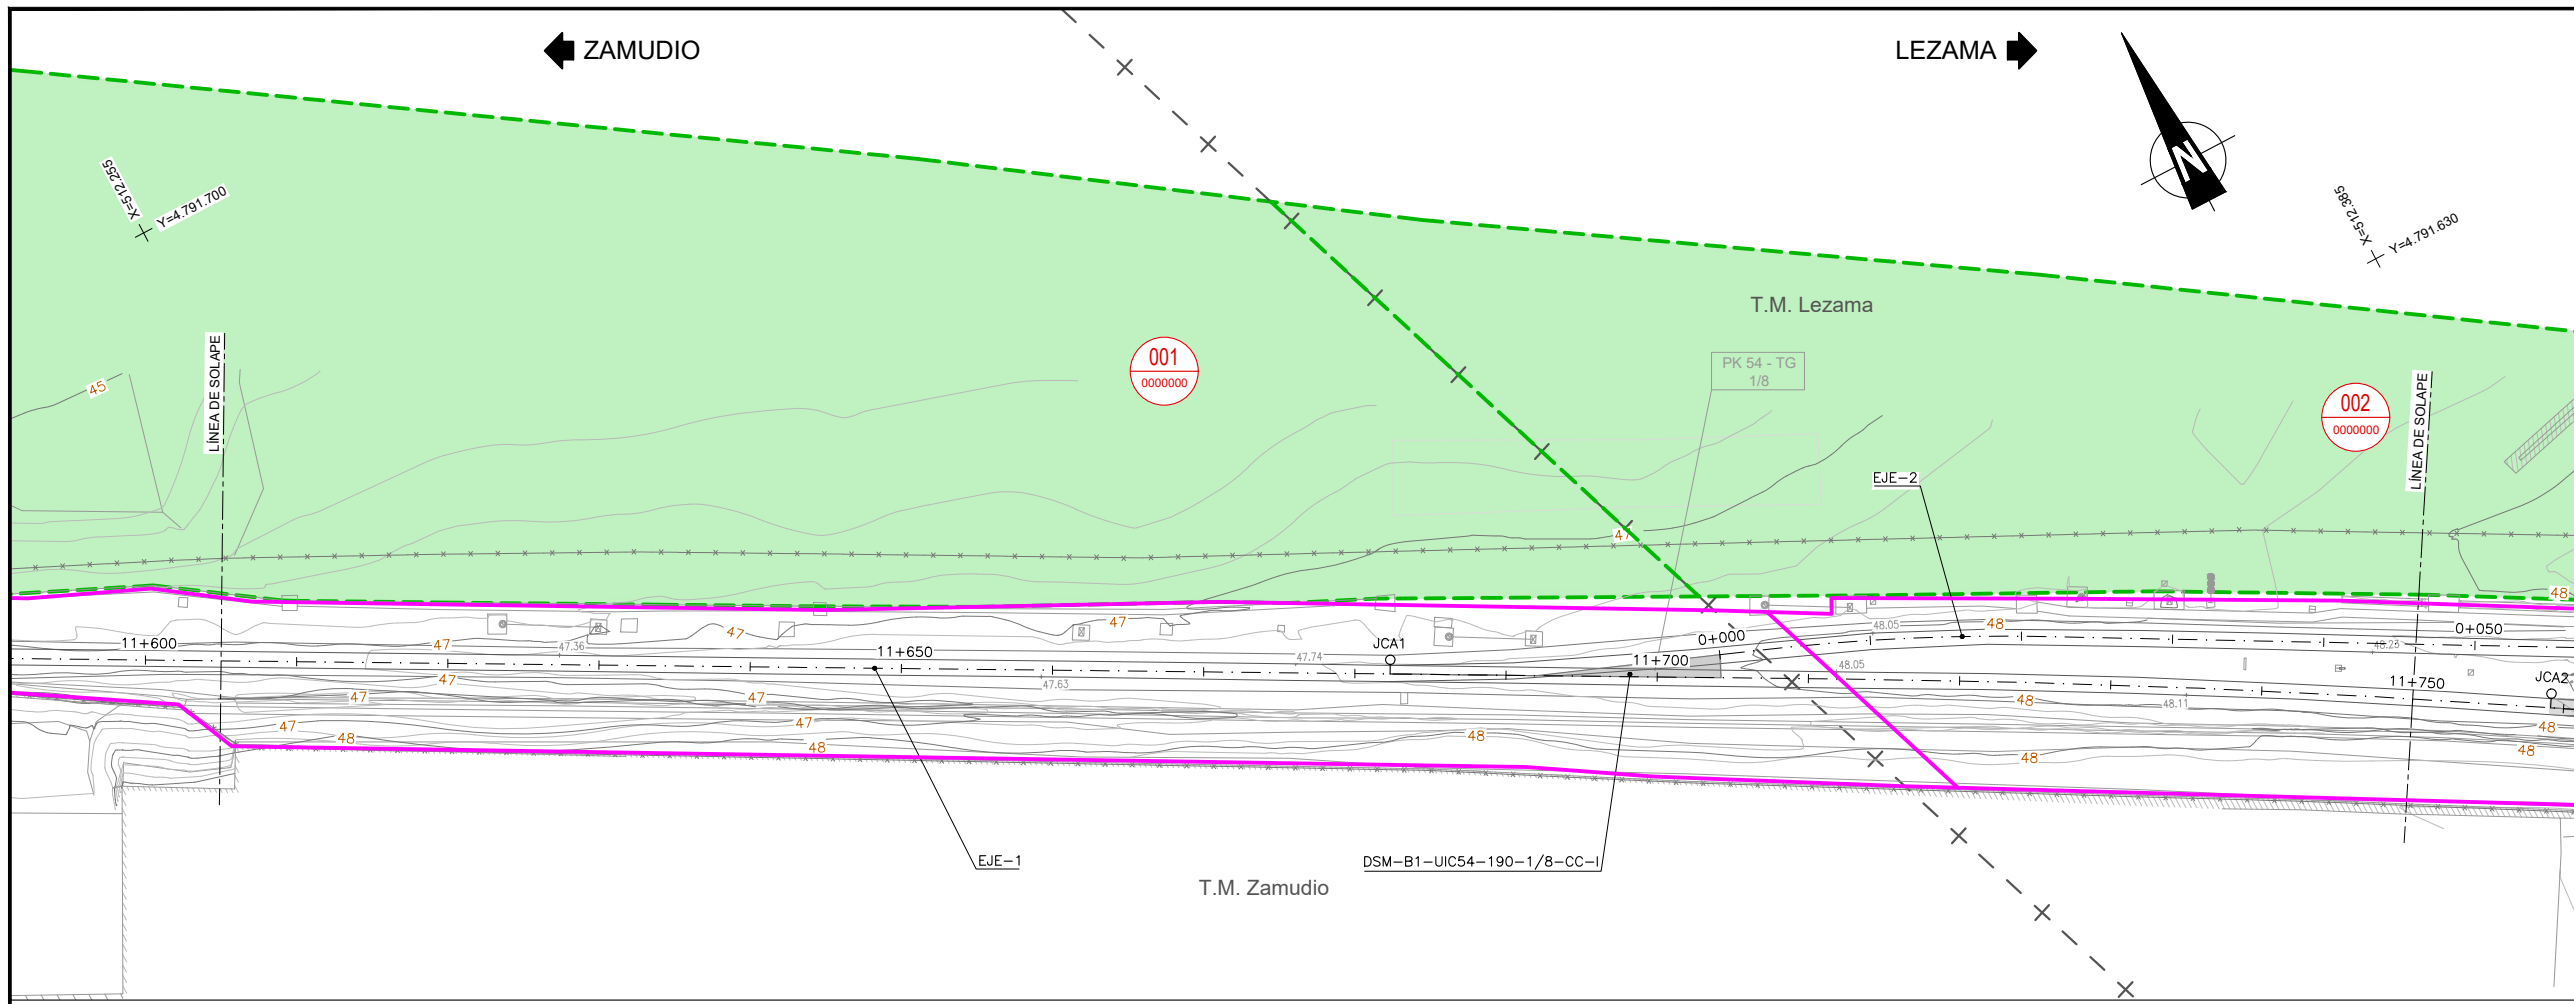 ZAMUDIO
LEZAMA
N
X=512.255
Y=4.791.700
X=512.385
Y=4.791.630
T.M. Lezama
LÍNEA DE SOLAPE
001
0000000
PK 54 - TG
1/8
002
0000000
LÍNEA DE SOLAPE
45
EJE-2
47
48
11+600
47
47.36
47
11+650
47
47.74
JCA1
11+700
0+000
48.05
48
48.23
0+050
47
47
47
47.63
48.05
48
48.11
11+750
JCA2
47
48
47
47
48
48
48
48
48
EJE-1
DSM-B1-UIC54-190-1/8-CC-I
T.M. Zamudio